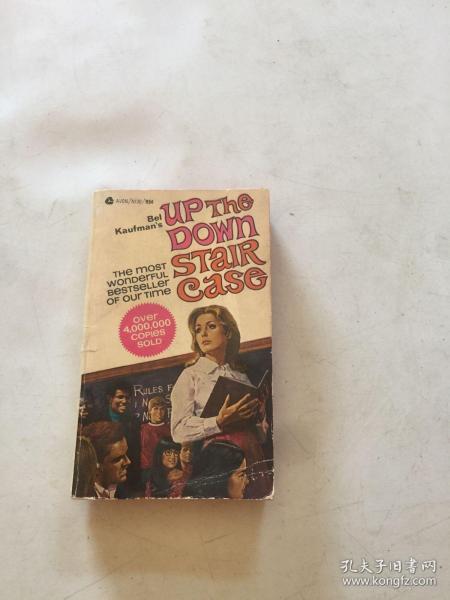 Bel
Kaufman's
UP THe
DOWN
STAIR
Case
THE MOST
WONDERFUL
BESTSELLER
OF OUR TIME
Over
4,000,000
COPIES
SOLD
RULES F
孔夫子旧书网
www.kongfz.com